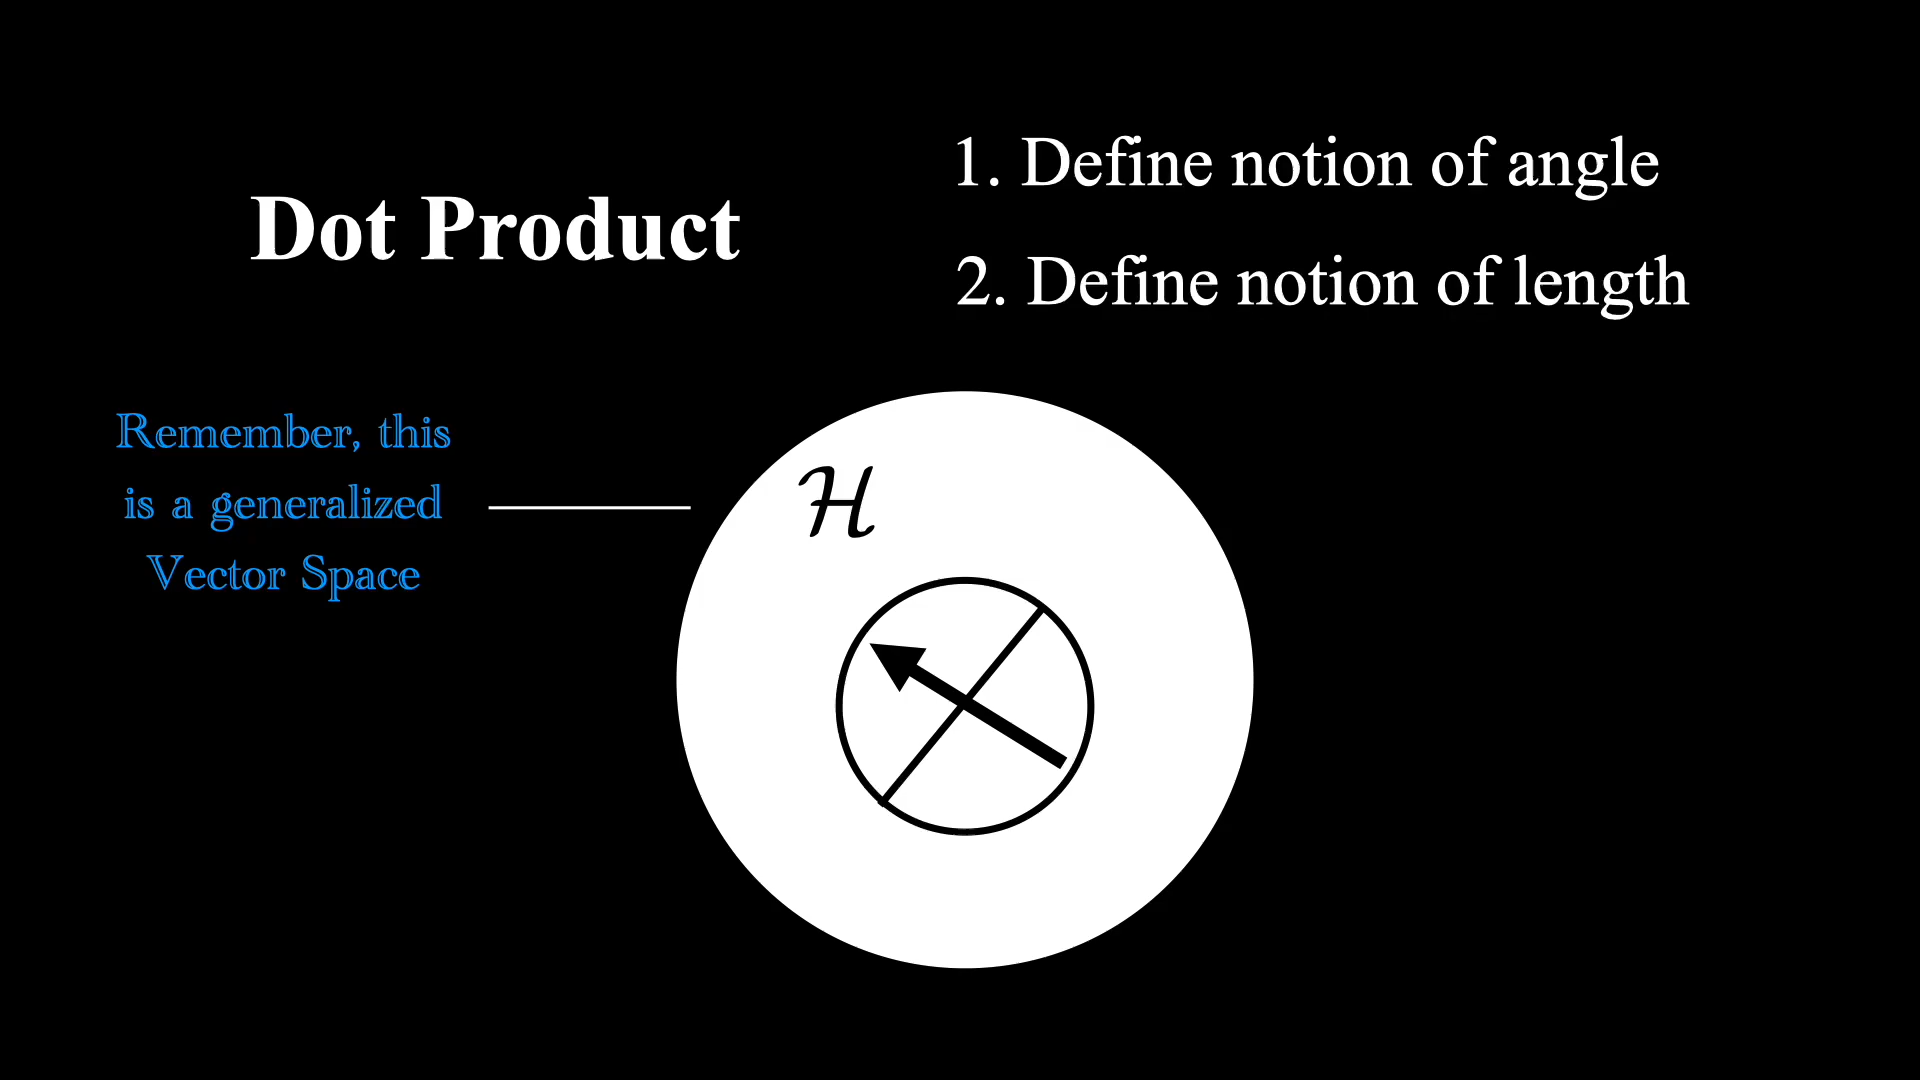 Dot Product
1. Define notion of angle
2. Define notion of length
Remember, this
is a generalized
Vector Space
ℋ